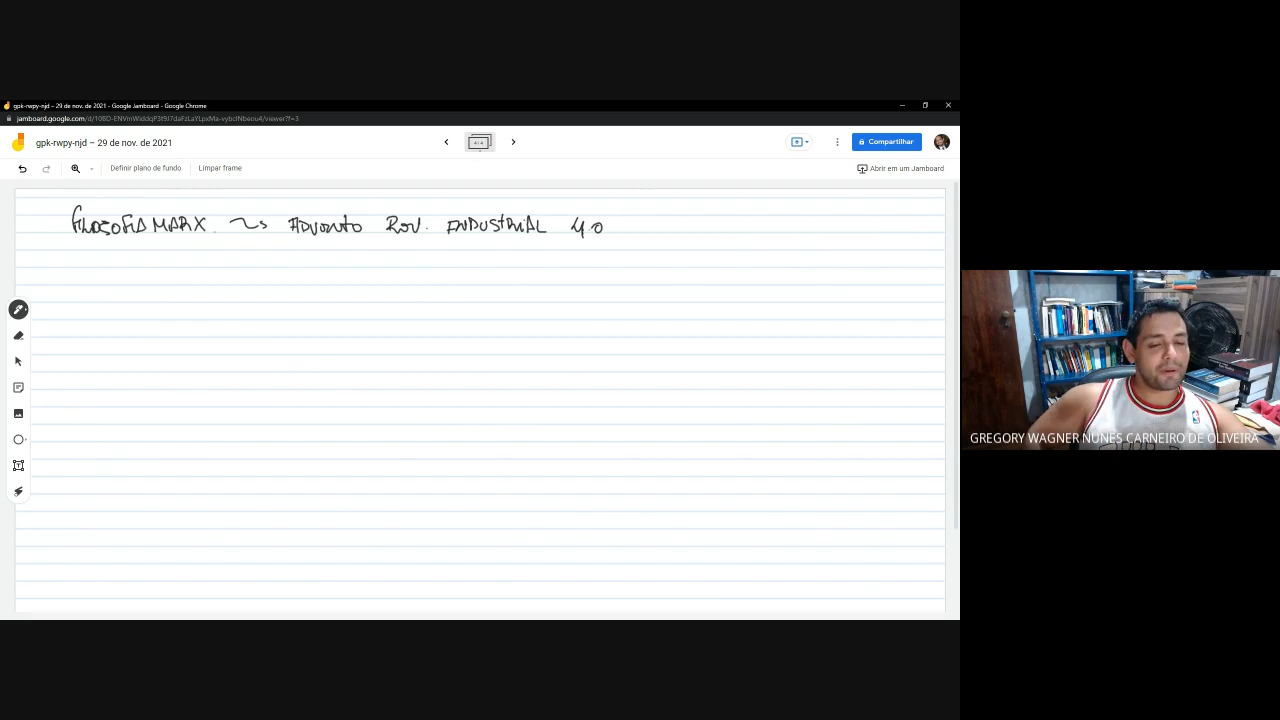 gpk-rwpy-njd – 29 de nov. de 2021 - Google Jamboard - Google Chrome
gpk-rwpy-njd – 29 de nov. de 2021
Compartilhar
Definir plano de fundo
Limpar frame
Abrir em um Jamboard
FILOSOFIA MARX ~> ADVENTO REV. INDUSTRIAL 4.0
GREGORY WAGNER NUNES CARNEIRO DE OLIVEIRA